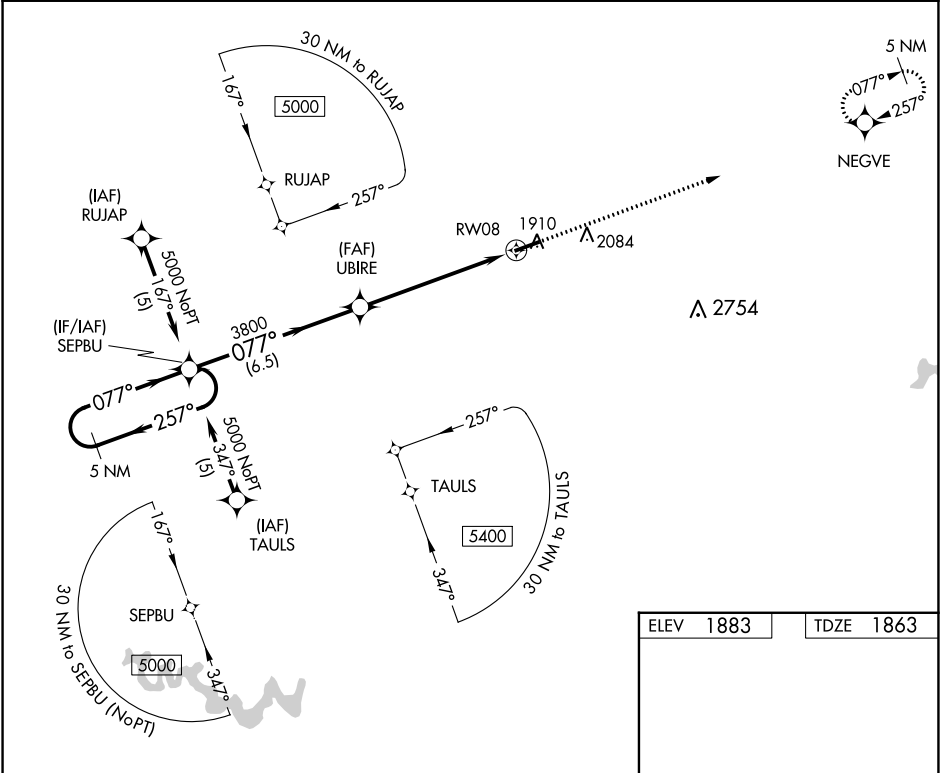 30 NM to RUJAP
167°
5000
RUJAP
257°
5 NM
077°
257°
NEGVE
(IAF)
RUJAP
5000 NoPT
167°
(5)
(IF/IAF)
SEPBU
3800
077°
(6.5)
(FAF)
UBIRE
RW08
1910
2084
2754
077°
257°
5 NM
5000 NoPT
347°
(5)
(IAF)
TAULS
257°
TAULS
5400
347°
30 NM to TAULS
167°
SEPBU
5000
347°
30 NM to SEPBU (NoPT)
ELEV 1883
TDZE 1863